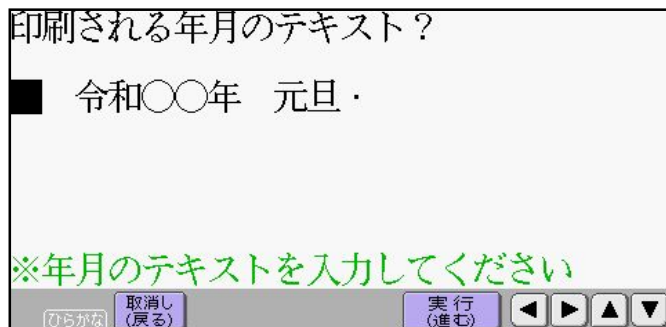 印刷される年月のテキスト？
■　令和○○年　元旦・
※年月のテキストを入力してください
ひらがな 取消し 実行 ◀ ▶ ▲ ▼
(戻る) (進む)